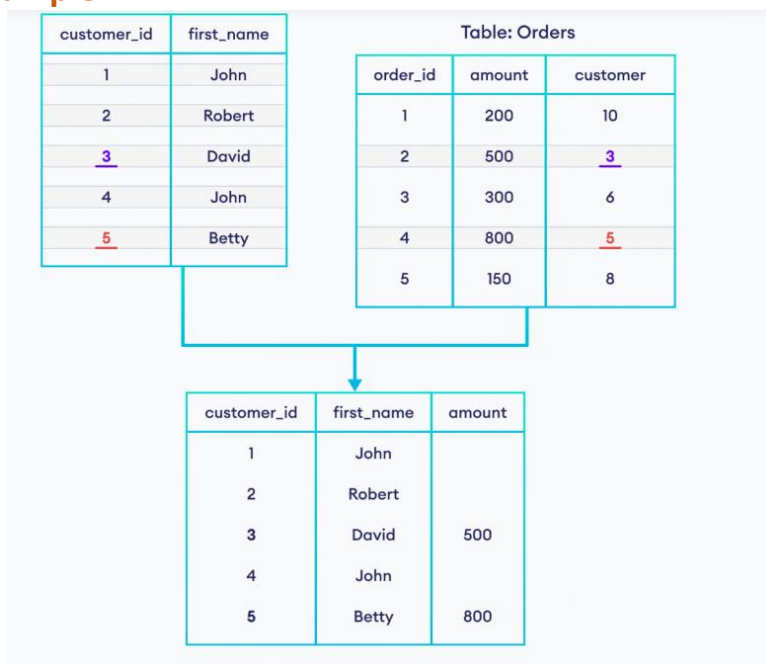 customer_id first_name
1 John
2 Robert
3 David
4 John
5 Betty
Table: Orders
order_id amount customer
1 200 10
2 500 3
3 300 6
4 800 5
5 150 8
customer_id first_name amount
1 John
2 Robert
3 David 500
4 John
5 Betty 800